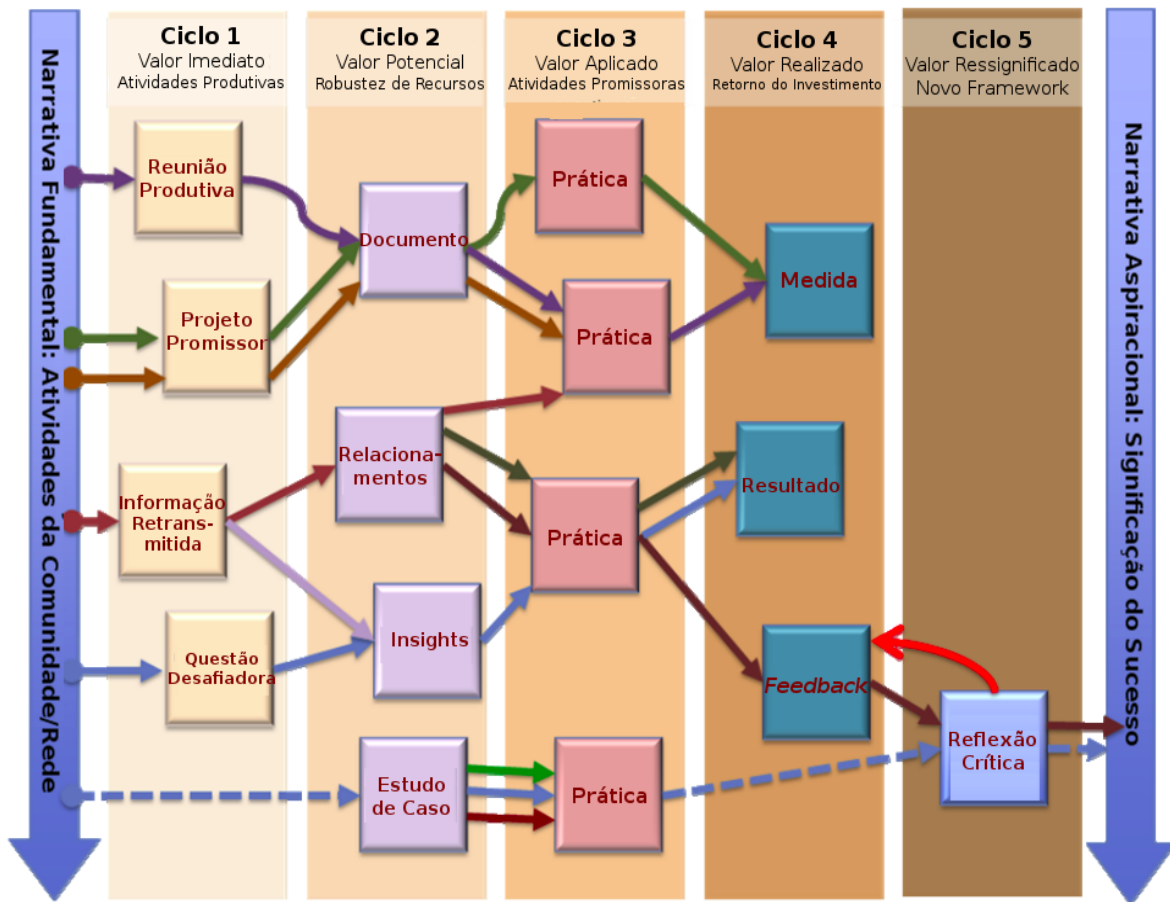 Narrativa Fundamental: Atividades da Comunidade/Rede
Ciclo 1
Valor Imediato
Atividades Produtivas
Reunião
Produtiva
Projeto
Promissor
Informação
Retrans-
mitida
Questão
Desafiadora
Ciclo 2
Valor Potencial
Robustez de Recursos
Documento
Relaciona-
mentos
Insights
Estudo
de Caso
Ciclo 3
Valor Aplicado
Atividades Promissoras
Prática
Prática
Prática
Prática
Ciclo 4
Valor Realizado
Retorno do Investimento
Medida
Resultado
Feedback
Ciclo 5
Valor Ressignificado
Novo Framework
Reflexão
Crítica
Narrativa Aspiracional: Significação do Sucesso